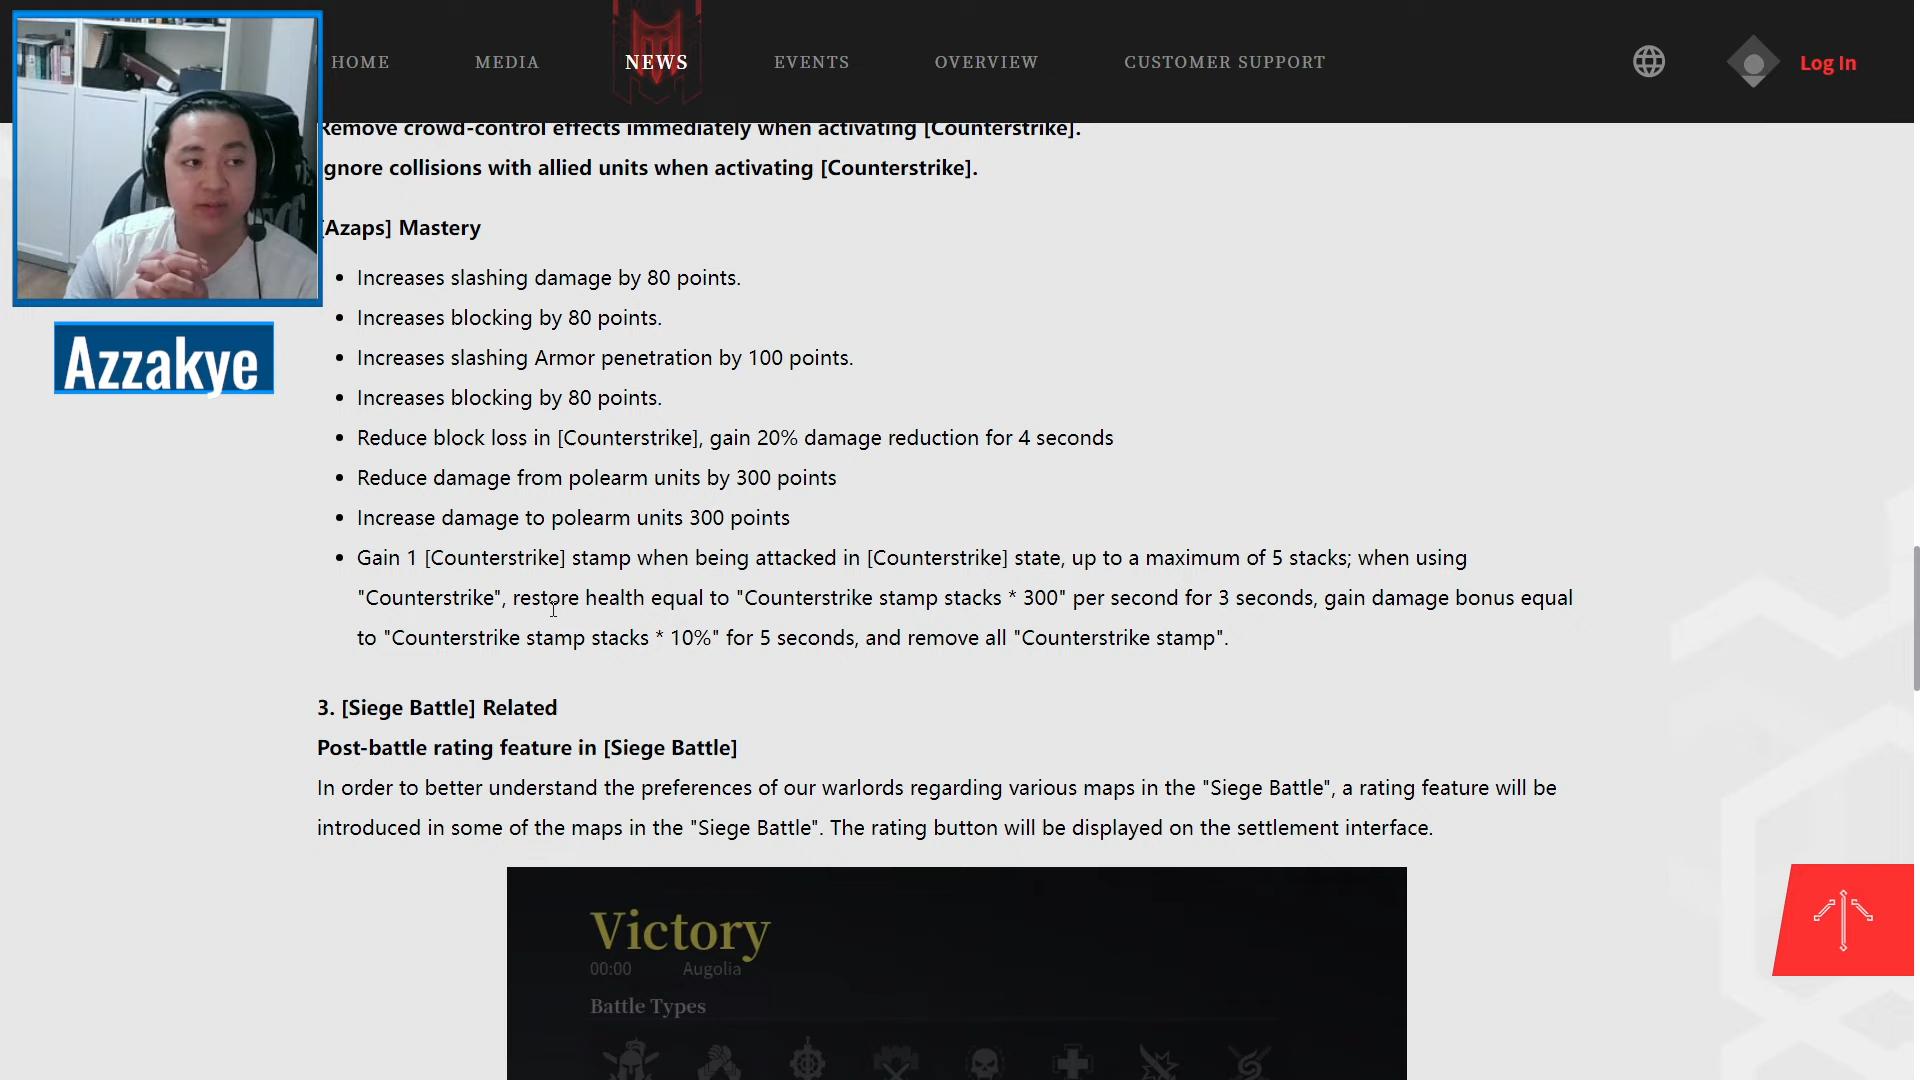 HOME MEDIA NEWS EVENTS OVERVIEW CUSTOMER SUPPORT Log In
Remove crowd-control effects immediately when activating [Counterstrike].
gnore collisions with allied units when activating [Counterstrike].
[Azaps] Mastery
• Increases slashing damage by 80 points.
• Increases blocking by 80 points.
• Increases slashing Armor penetration by 100 points.
• Increases blocking by 80 points.
• Reduce block loss in [Counterstrike], gain 20% damage reduction for 4 seconds
• Reduce damage from polearm units by 300 points
• Increase damage to polearm units 300 points
• Gain 1 [Counterstrike] stamp when being attacked in [Counterstrike] state, up to a maximum of 5 stacks; when using
"Counterstrike", restore health equal to "Counterstrike stamp stacks * 300" per second for 3 seconds, gain damage bonus equal
to "Counterstrike stamp stacks * 10%" for 5 seconds, and remove all "Counterstrike stamp".
Azzakye
3. [Siege Battle] Related
Post-battle rating feature in [Siege Battle]
In order to better understand the preferences of our warlords regarding various maps in the "Siege Battle", a rating feature will be
introduced in some of the maps in the "Siege Battle". The rating button will be displayed on the settlement interface.
Victory
00:00 Augolia
Battle Types